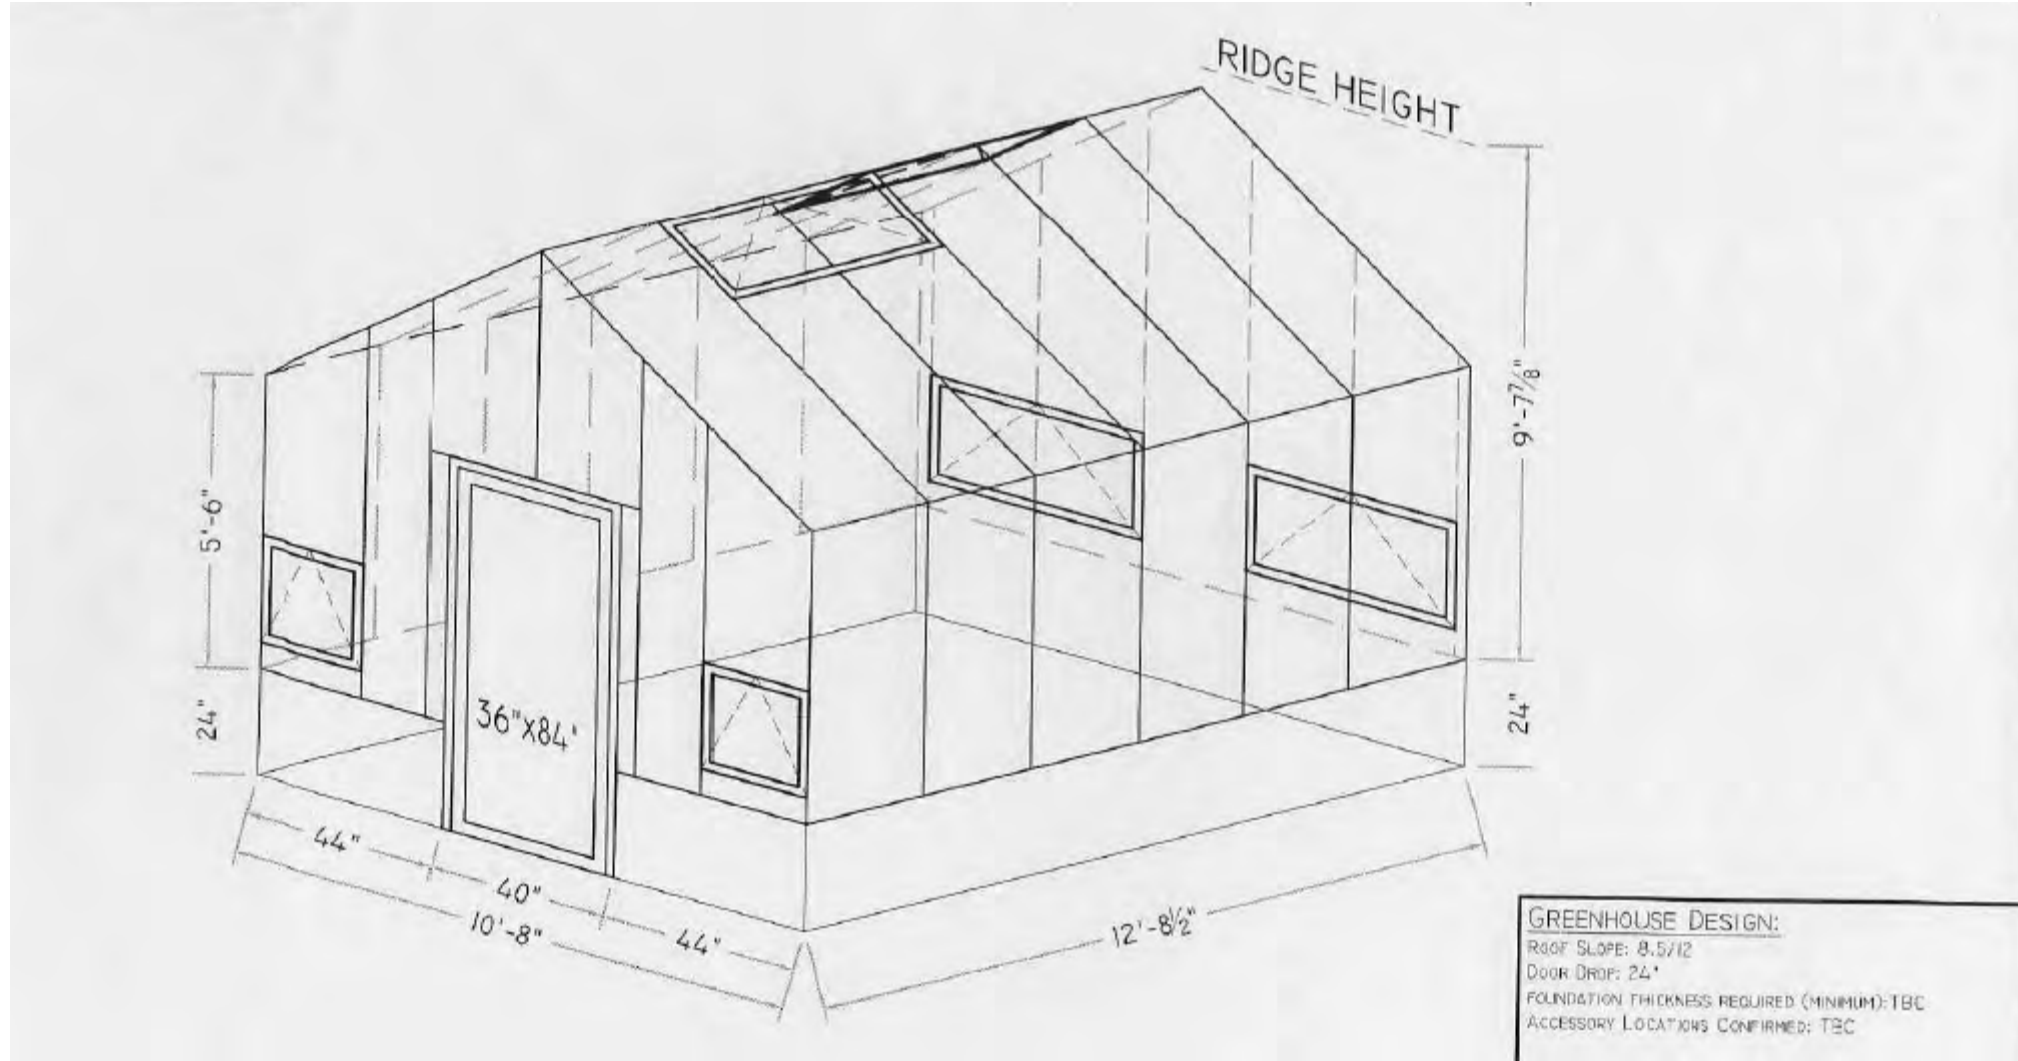 RIDGE HEIGHT
9'-7⅞"
5'-6"
24"
24"
36"X84"
44"
40"
44"
10'-8"
12'-8½"
GREENHOUSE DESIGN:
ROOF SLOPE: 8.5/12
DOOR DROP: 24"
FOUNDATION THICKNESS REQUIRED (MINIMUM): TBC
ACCESSORY LOCATIONS CONFIRMED: TBC